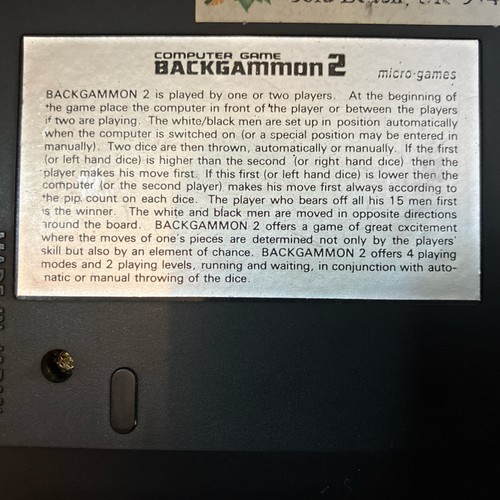 COMPUTER GAME
BACKGAMMON 2
micro-games
BACKGAMMON 2 is played by one or two players. At the beginning of
the game place the computer in front of the player or between the players
if two are playing. The white/black men are set up in position automatically
when the computer is switched on (or a special position may be entered in
manually). Two dice are then thrown, automatically or manually. If the first
(or left hand dice) is higher than the second (or right hand dice) then the
player makes his move first. If this first (or left hand dice) is lower then the
computer (or the second player) makes his move first always according to
the pip count on each dice. The player who bears off all his 15 men first
is the winner. The white and black men are moved in opposite directions
around the board. BACKGAMMON 2 offers a game of great excitement
where the moves of one's pieces are determined not only by the players'
skill but also by an element of chance. BACKGAMMON 2 offers 4 playing
modes and 2 playing levels, running and waiting, in conjunction with auto-
matic or manual throwing of the dice.
MADE IN JAPAN